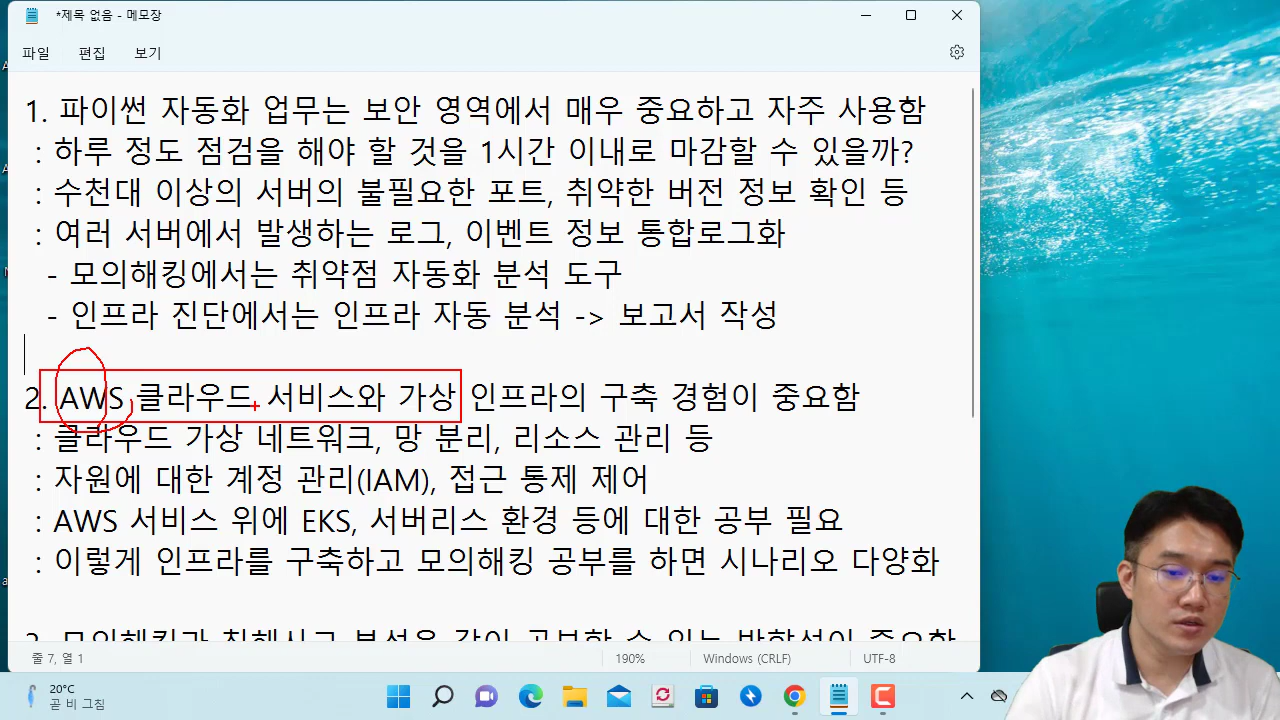 *제목 없음 - 메모장
파일 편집 보기
1. 파이썬 자동화 업무는 보안 영역에서 매우 중요하고 자주 사용함
: 하루 정도 점검을 해야 할 것을 1시간 이내로 마감할 수 있을까?
: 수천대 이상의 서버의 불필요한 포트, 취약한 버전 정보 확인 등
: 여러 서버에서 발생하는 로그, 이벤트 정보 통합로그화
- 모의해킹에서는 취약점 자동화 분석 도구
- 인프라 진단에서는 인프라 자동 분석 -> 보고서 작성
2. AWS 클라우드 서비스와 가상 인프라의 구축 경험이 중요함
: 클라우드 가상 네트워크, 망 분리, 리소스 관리 등
: 자원에 대한 계정 관리(IAM), 접근 통제 제어
: AWS 서비스 위에 EKS, 서버리스 환경 등에 대한 공부 필요
: 이렇게 인프라를 구축하고 모의해킹 공부를 하면 시나리오 다양화
줄 7, 열 1 190% Windows (CRLF) UTF-8
20°C
곧 비 그침